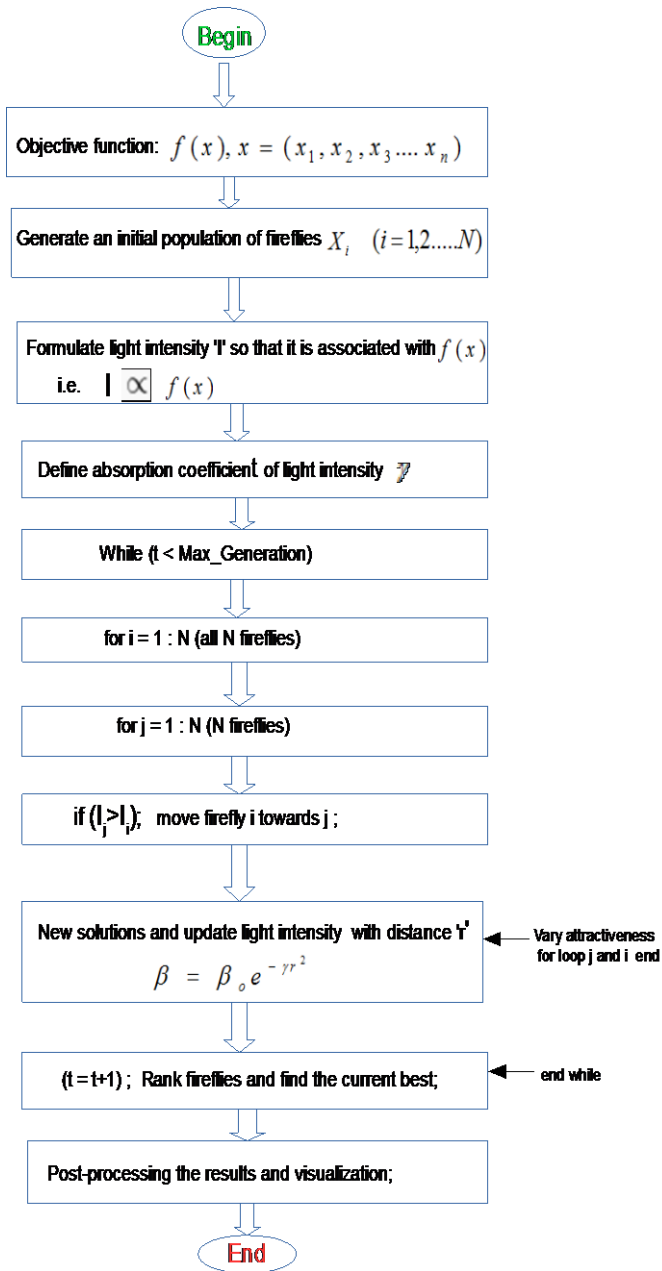 Begin
Objective function: f(x), x = (x₁, x₂, x₃.... xₙ)
Generate an initial population of fireflies Xᵢ (i=1,2.....N)
Formulate light intensity 'I' so that it is associated with f(x)
i.e. I ∝ f(x)
Define absorption coefficient of light intensity γ
While (t < Max_Generation)
for i = 1 : N (all N fireflies)
for j = 1 : N (N fireflies)
if (Iⱼ>Iᵢ); move firefly i towards j ;
New solutions and update light intensity with distance 'r'
β = βₒ e^{-γr²}
Vary attractiveness
for loop j and i end
(t = t+1) ; Rank fireflies and find the current best;
end while
Post-processing the results and visualization;
End